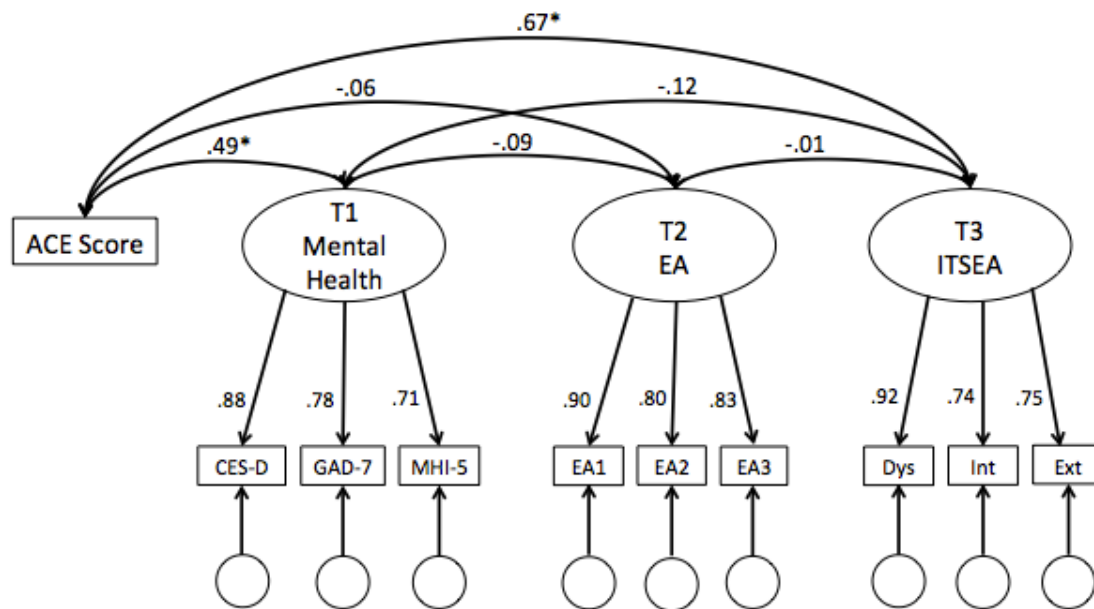 .67*
-.06
-.12
.49*
-.09
-.01
ACE Score
T1
Mental
Health
T2
EA
T3
ITSEA
.88
.78
.71
.90
.80
.83
.92
.74
.75
CES-D
GAD-7
MHI-5
EA1
EA2
EA3
Dys
Int
Ext